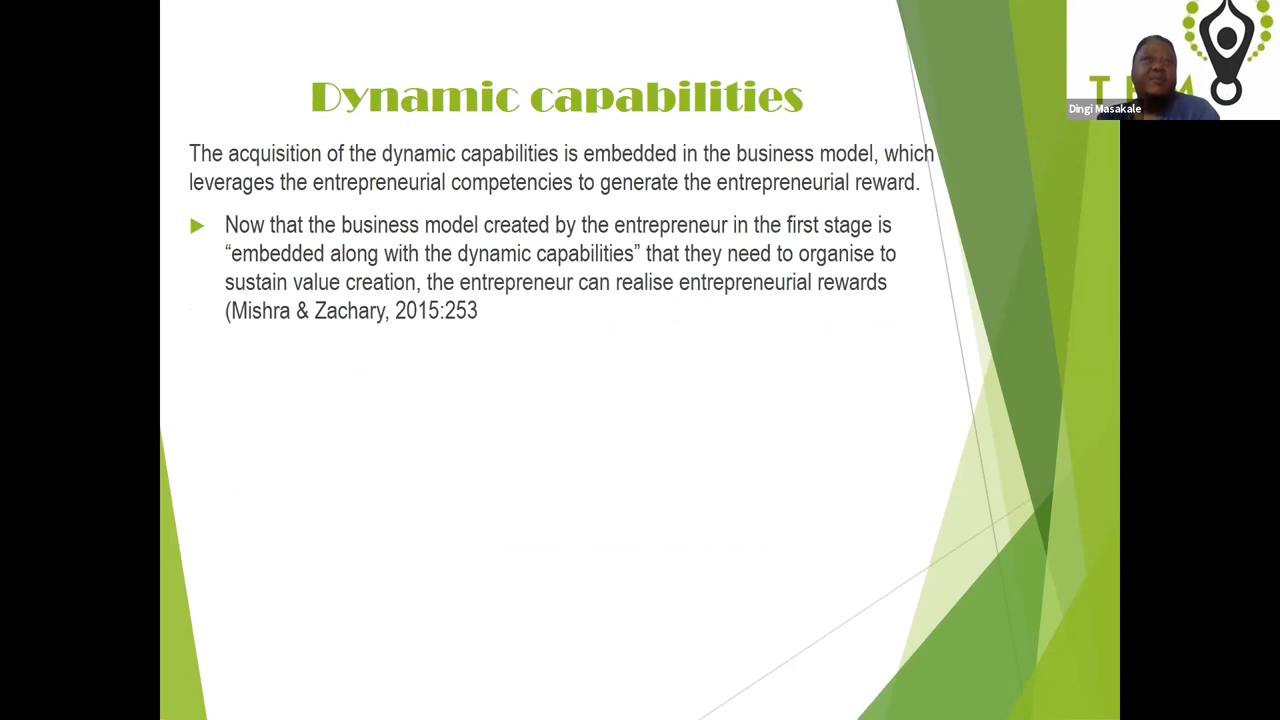 Dynamic capabilities
The acquisition of the dynamic capabilities is embedded in the business model, which
leverages the entrepreneurial competencies to generate the entrepreneurial reward.
Now that the business model created by the entrepreneur in the first stage is
“embedded along with the dynamic capabilities” that they need to organise to
sustain value creation, the entrepreneur can realise entrepreneurial rewards
(Mishra & Zachary, 2015:253
Dingi Masakale